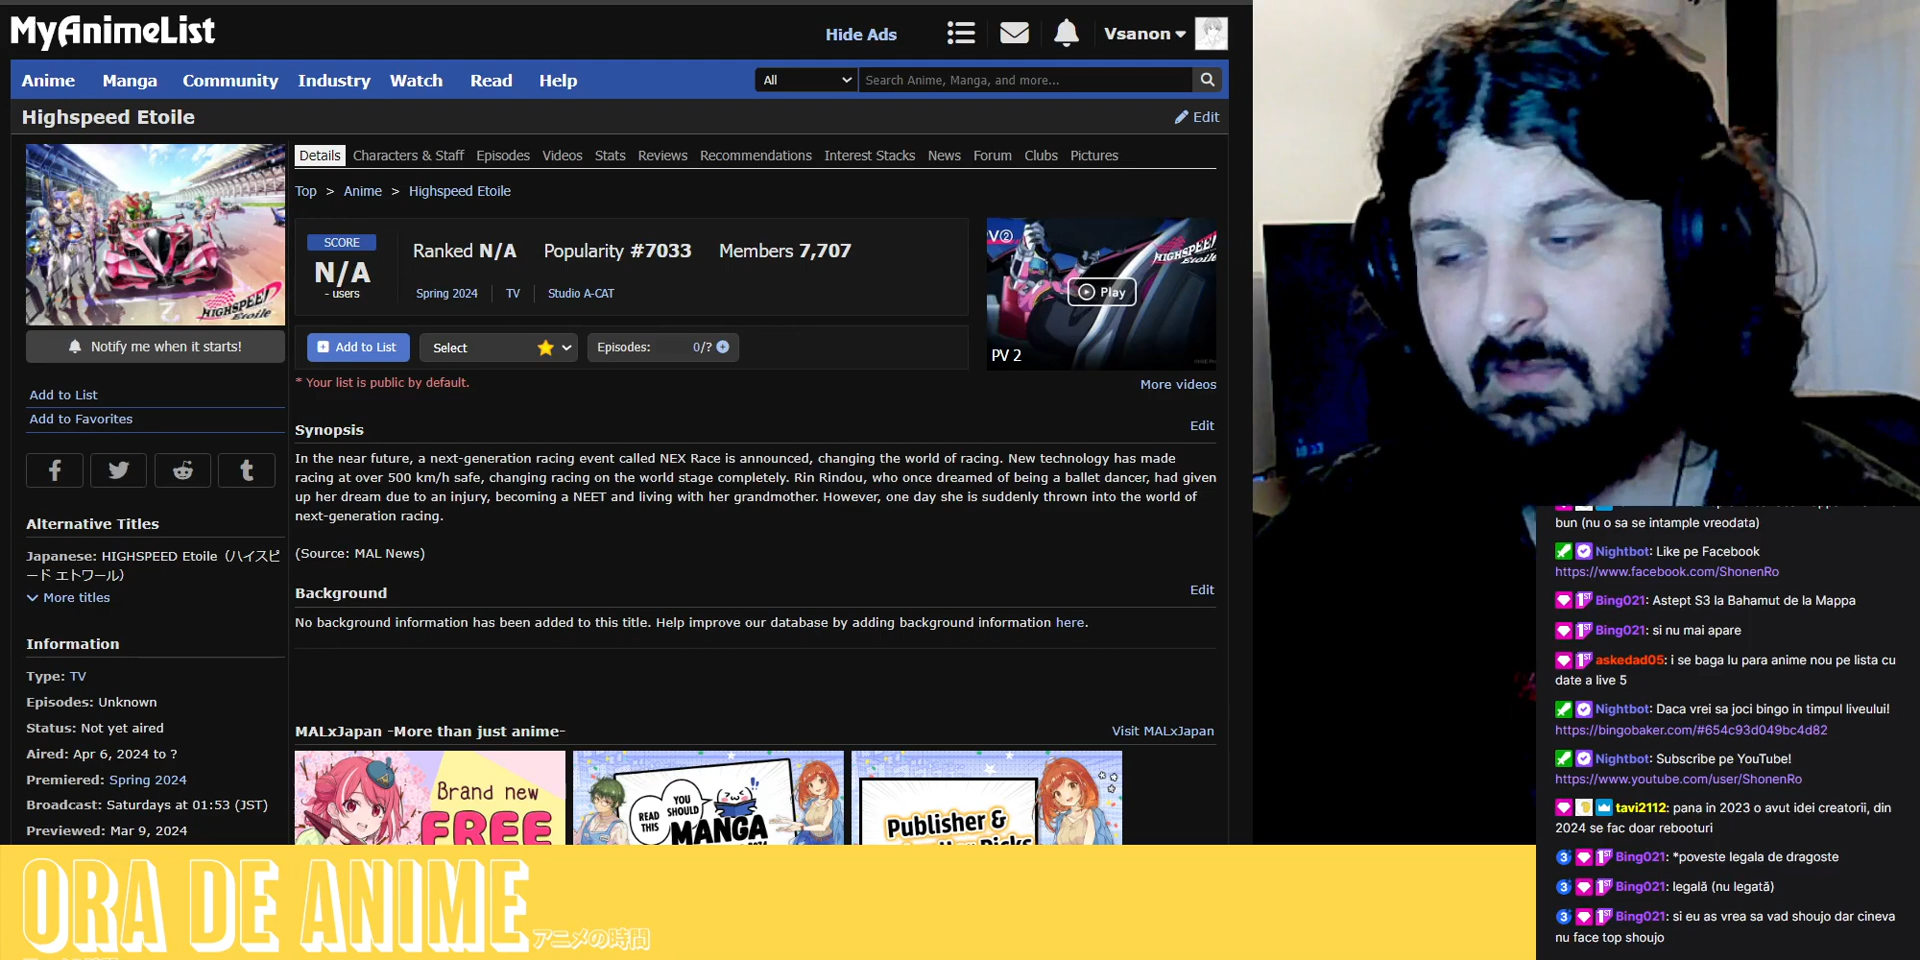 MyAnimeList
Hide Ads
Vsanon
Anime Manga Community Industry Watch Read Help
All
Search Anime, Manga, and more...
Highspeed Etoile
Edit
Details Characters & Staff Episodes Videos Stats Reviews Recommendations Interest Stacks News Forum Clubs Pictures
Top > Anime > Highspeed Etoile
SCORE
N/A
- users
Ranked N/A Popularity #7033 Members 7,707
Spring 2024 TV Studio A-CAT
Add to List
Select
Episodes: 0/?
* Your list is public by default.
PV②
HIGHSPEED
Etoile
Play
PV 2
More videos
HIGHSPEED
Etoile
Notify me when it starts!
Add to List
Add to Favorites
Alternative Titles
Japanese: HIGHSPEED Etoile（ハイスピ
ード エトワール）
More titles
Information
Type: TV
Episodes: Unknown
Status: Not yet aired
Aired: Apr 6, 2024 to ?
Premiered: Spring 2024
Broadcast: Saturdays at 01:53 (JST)
Previewed: Mar 9, 2024
Synopsis
Edit
In the near future, a next-generation racing event called NEX Race is announced, changing the world of racing. New technology has made
racing at over 500 km/h safe, changing racing on the world stage completely. Rin Rindou, who once dreamed of being a ballet dancer, had given
up her dream due to an injury, becoming a NEET and living with her grandmother. However, one day she is suddenly thrown into the world of
next-generation racing.
(Source: MAL News)
Background
Edit
No background information has been added to this title. Help improve our database by adding background information here.
MALxJapan -More than just anime-
Visit MALxJapan
Brand new
FREE
READ
THIS
YOU
SHOULD
MANGA
Publisher &
Picks
ORA DE ANIME
アニメの時間
bun (nu o sa se intample vreodata)
Nightbot: Like pe Facebook
https://www.facebook.com/ShonenRo
Bing021: Astept S3 la Bahamut de la Mappa
Bing021: si nu mai apare
askedad05: i se baga lu para anime nou pe lista cu
date a live 5
Nightbot: Daca vrei sa joci bingo in timpul liveului!
https://bingobaker.com/#654c93d049bc4d82
Nightbot: Subscribe pe YouTube!
https://www.youtube.com/user/ShonenRo
tavi2112: pana in 2023 o avut idei creatorii, din
2024 se fac doar rebooturi
Bing021: *poveste legala de dragoste
Bing021: legală (nu legată)
Bing021: si eu as vrea sa vad shoujo dar cineva
nu face top shoujo